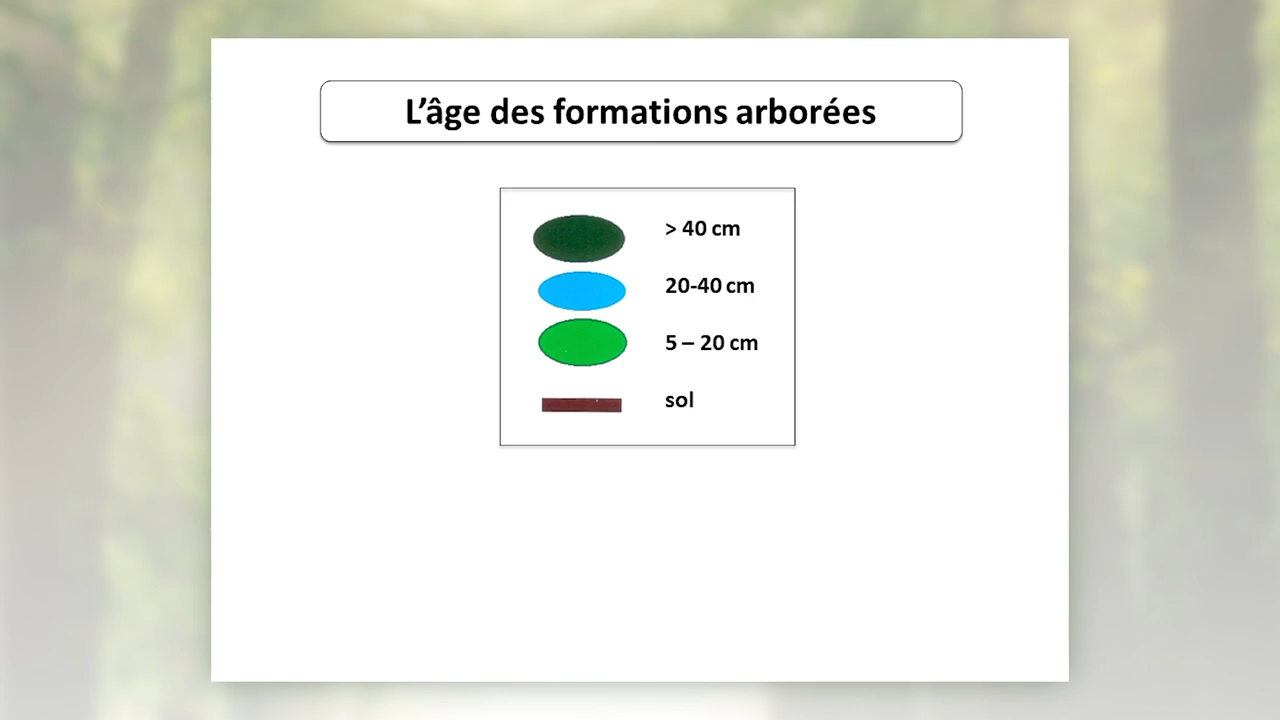 L’âge des formations arborées
> 40 cm
20-40 cm
5 – 20 cm
sol